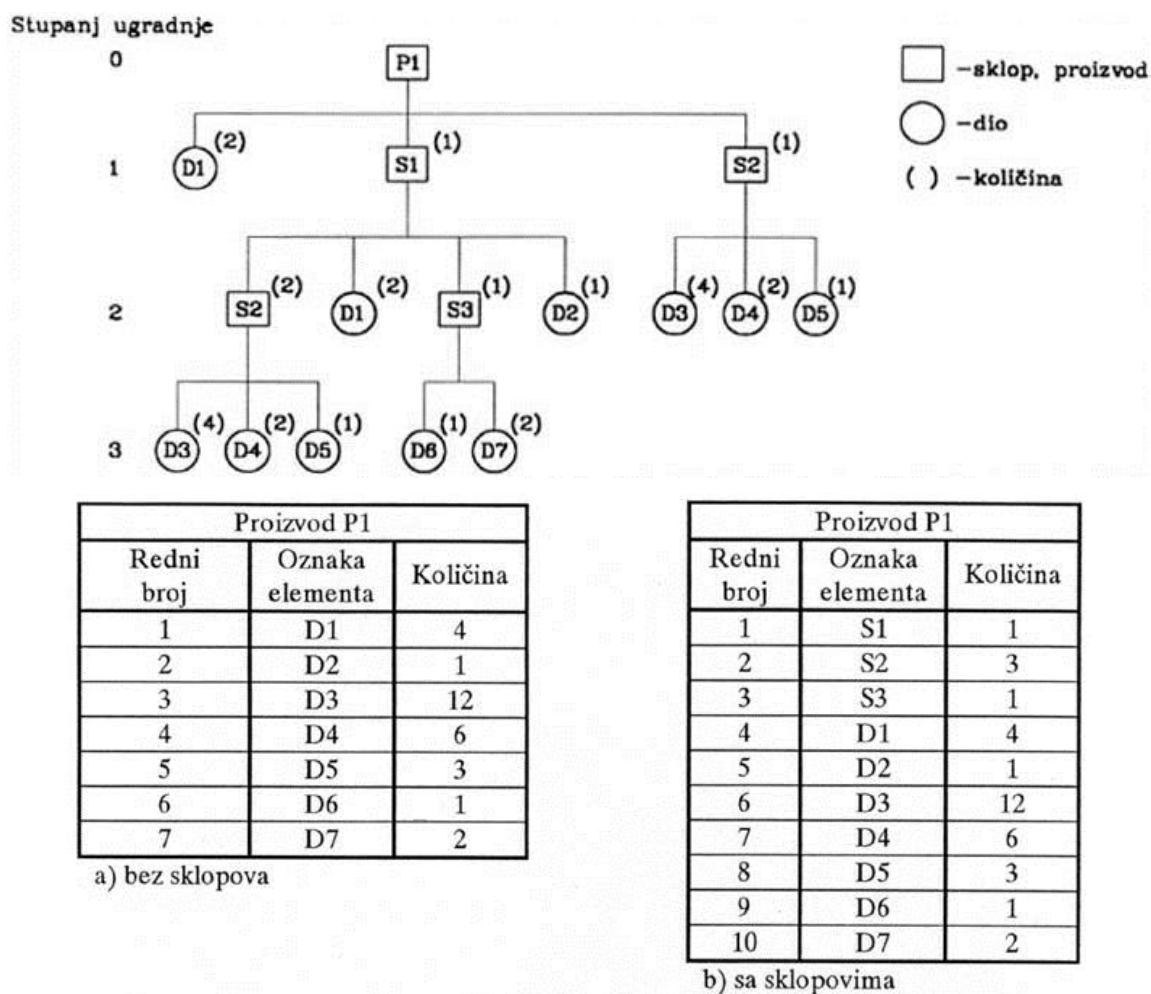 Stupanj ugradnje
0 P1
–sklop, proizvod
–dio
( ) –količina
1 D1 (2) S1 (1) S2 (1)
2 S2 (2) D1 (2) S3 (1) D2 (1) D3 (4) D4 (2) D5 (1)
3 D3 (4) D4 (2) D5 (1) D6 (1) D7 (2)
Proizvod P1
Redni broj Oznaka elementa Količina
1 D1 4
2 D2 1
3 D3 12
4 D4 6
5 D5 3
6 D6 1
7 D7 2
a) bez sklopova
Proizvod P1
Redni broj Oznaka elementa Količina
1 S1 1
2 S2 3
3 S3 1
4 D1 4
5 D2 1
6 D3 12
7 D4 6
8 D5 3
9 D6 1
10 D7 2
b) sa sklopovima